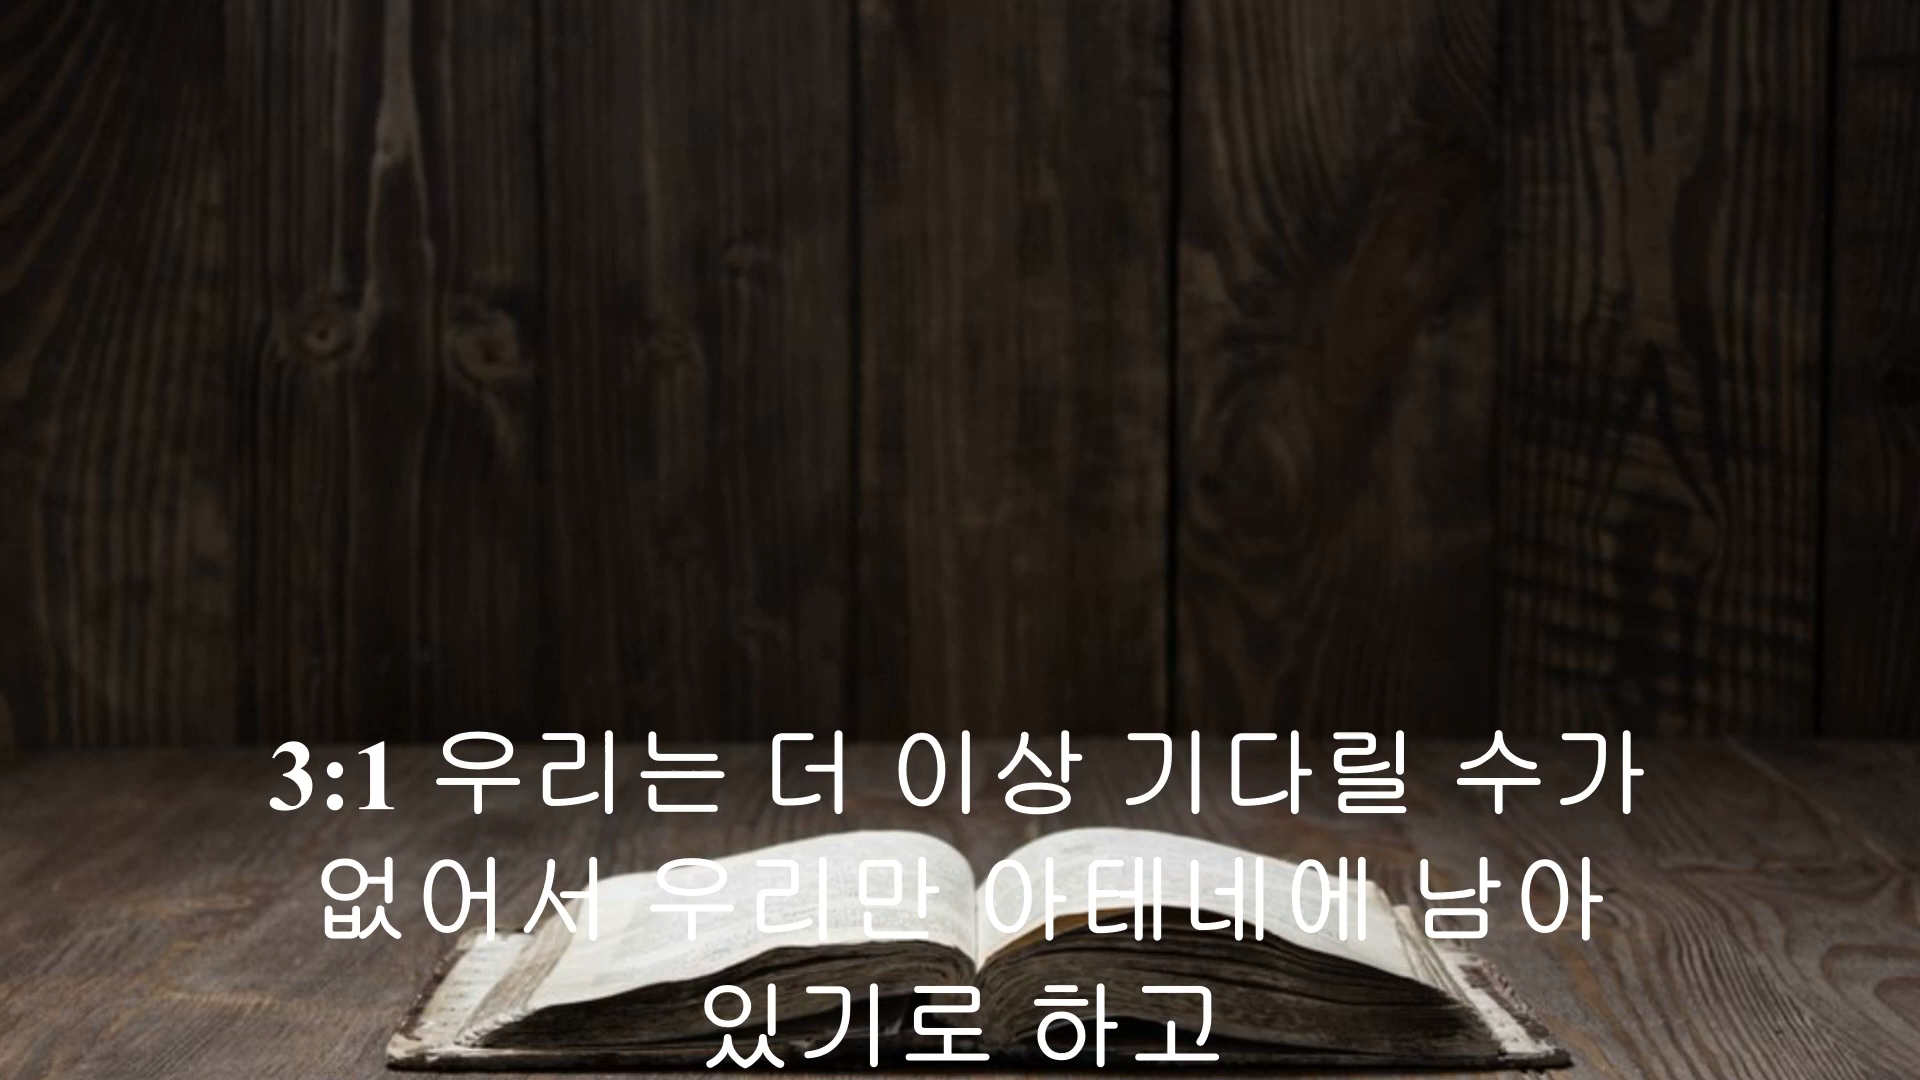 3:1 우리는 더 이상 기다릴 수가
없어서 우리만 아테네에 남아
있기로 하고